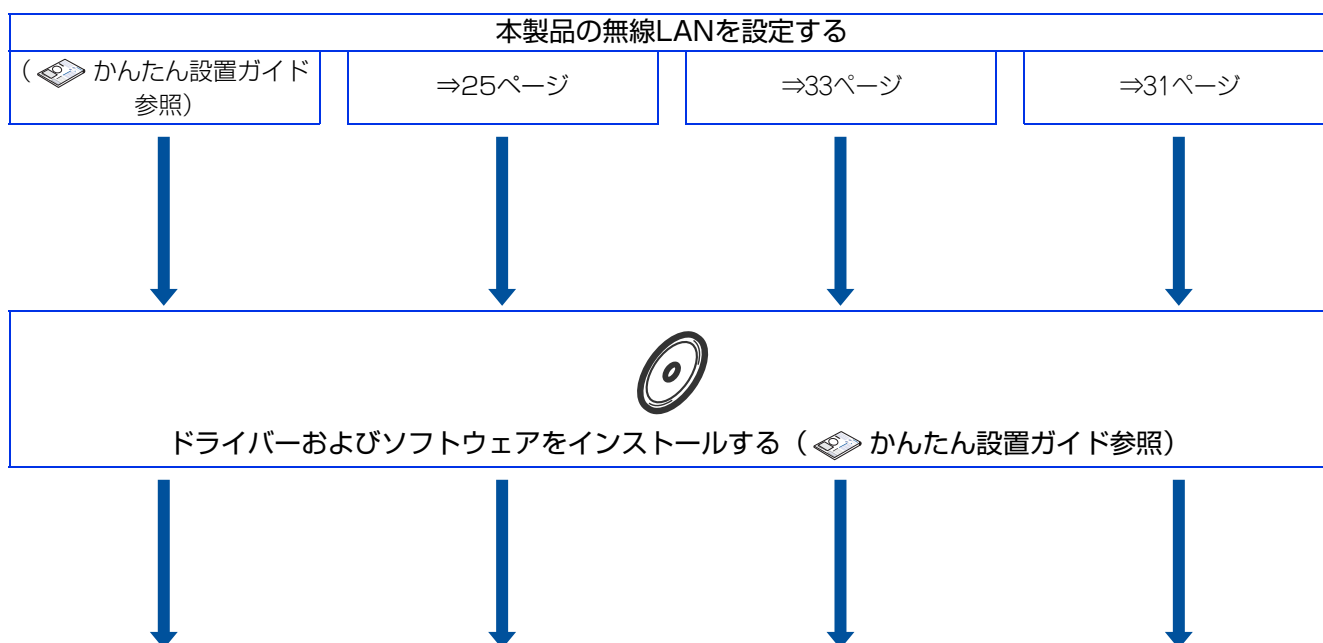 本製品の無線LANを設定する
（ かんたん設置ガイド
参照）
⇒25ページ
⇒33ページ
⇒31ページ
ドライバーおよびソフトウェアをインストールする（ かんたん設置ガイド参照）